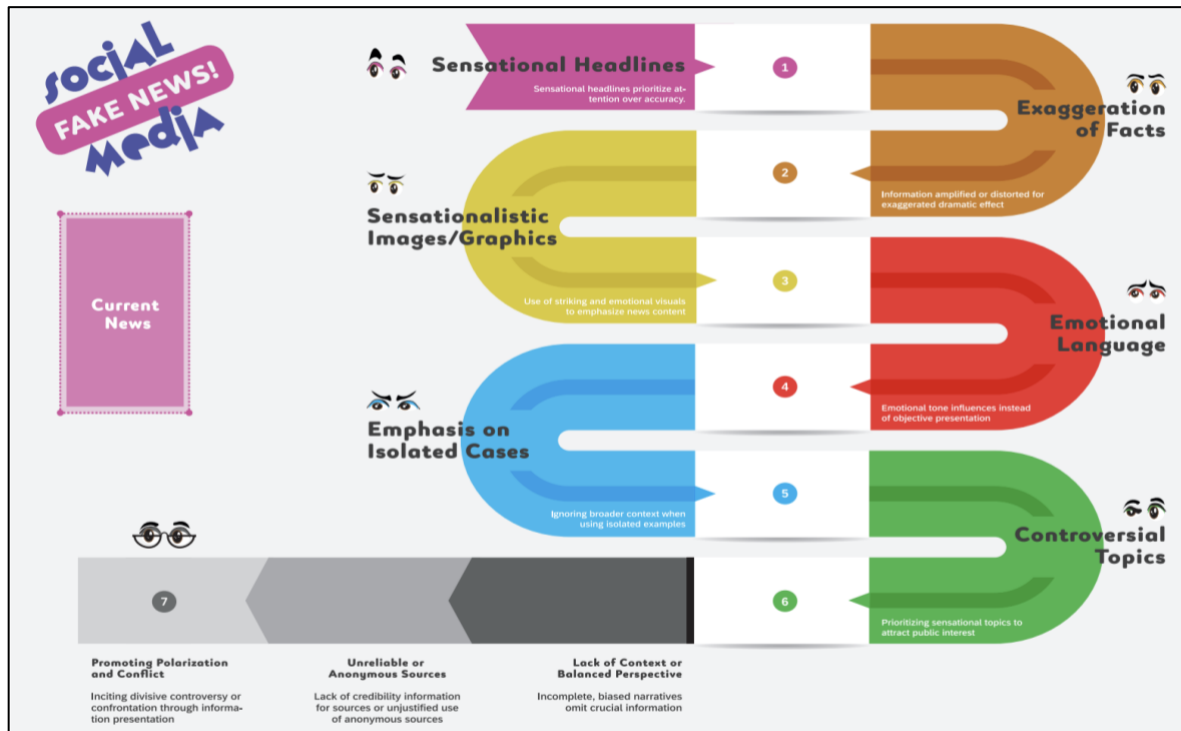 SOCIAL
FAKE NEWS!
MEDIA
Current
News
Sensational Headlines
Sensational headlines prioritize at-
tention over accuracy.
1
Exaggeration
of Facts
Information amplified or distorted for
exaggerated dramatic effect
2
Sensationalistic
Images/Graphics
Use of striking and emotional visuals
to emphasize news content
3
Emotional
Language
Emotional tone influences instead
of objective presentation
4
Emphasis on
Isolated Cases
Ignoring broader context when
using isolated examples
5
Controversial
Topics
Prioritizing sensational topics to
attract public interest
6
7
Lack of Context or
Balanced Perspective
Incomplete, biased narratives
omit crucial information
Unreliable or
Anonymous Sources
Lack of credibility information
for sources or unjustified use
of anonymous sources
Promoting Polarization
and Conflict
Inciting divisive controversy or
confrontation through informa-
tion presentation